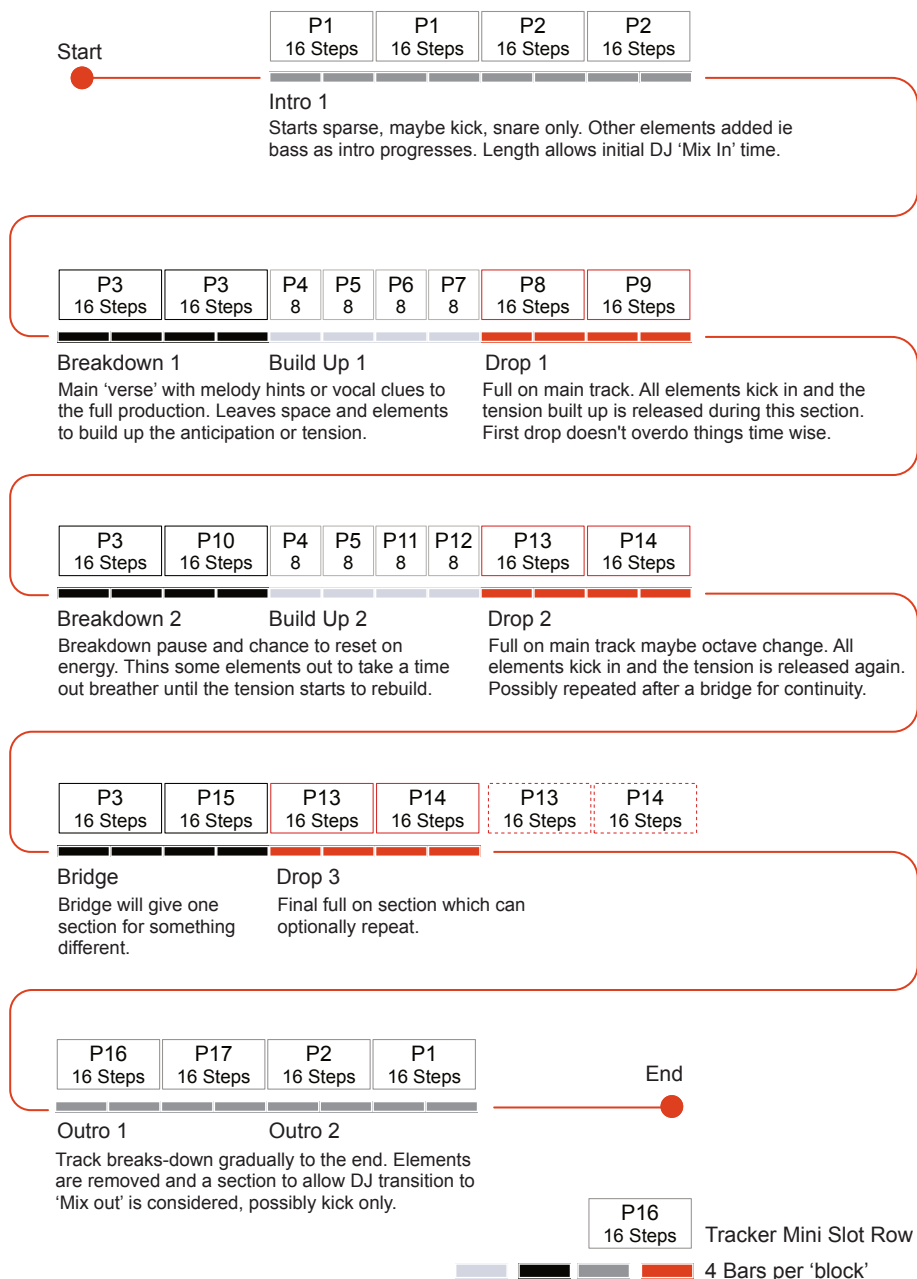 Start
P1 P1 P2 P2
16 Steps 16 Steps 16 Steps 16 Steps
Intro 1
Starts sparse, maybe kick, snare only. Other elements added ie
bass as intro progresses. Length allows initial DJ ‘Mix In’ time.
P3 P3 P4 P5 P6 P7 P8 P9
16 Steps 16 Steps 8 8 8 8 16 Steps 16 Steps
Breakdown 1
Main ‘verse’ with melody hints or vocal clues to
the full production. Leaves space and elements
to build up the anticipation or tension.
Build Up 1
Drop 1
Full on main track. All elements kick in and the
tension built up is released during this section.
First drop doesn't overdo things time wise.
P3 P10 P4 P5 P11 P12 P13 P14
16 Steps 16 Steps 8 8 8 8 16 Steps 16 Steps
Breakdown 2
Breakdown pause and chance to reset on
energy. Thins some elements out to take a time
out breather until the tension starts to rebuild.
Build Up 2
Drop 2
Full on main track maybe octave change. All
elements kick in and the tension is released again.
Possibly repeated after a bridge for continuity.
P3 P15 P13 P14 P13 P14
16 Steps 16 Steps 16 Steps 16 Steps 16 Steps 16 Steps
Bridge
Bridge will give one
section for something
different.
Drop 3
Final full on section which can
optionally repeat.
P16 P17 P2 P1
16 Steps 16 Steps 16 Steps 16 Steps
End
Outro 1
Outro 2
Track breaks-down gradually to the end. Elements
are removed and a section to allow DJ transition to
‘Mix out’ is considered, possibly kick only.
P16
16 Steps
Tracker Mini Slot Row
4 Bars per ‘block’